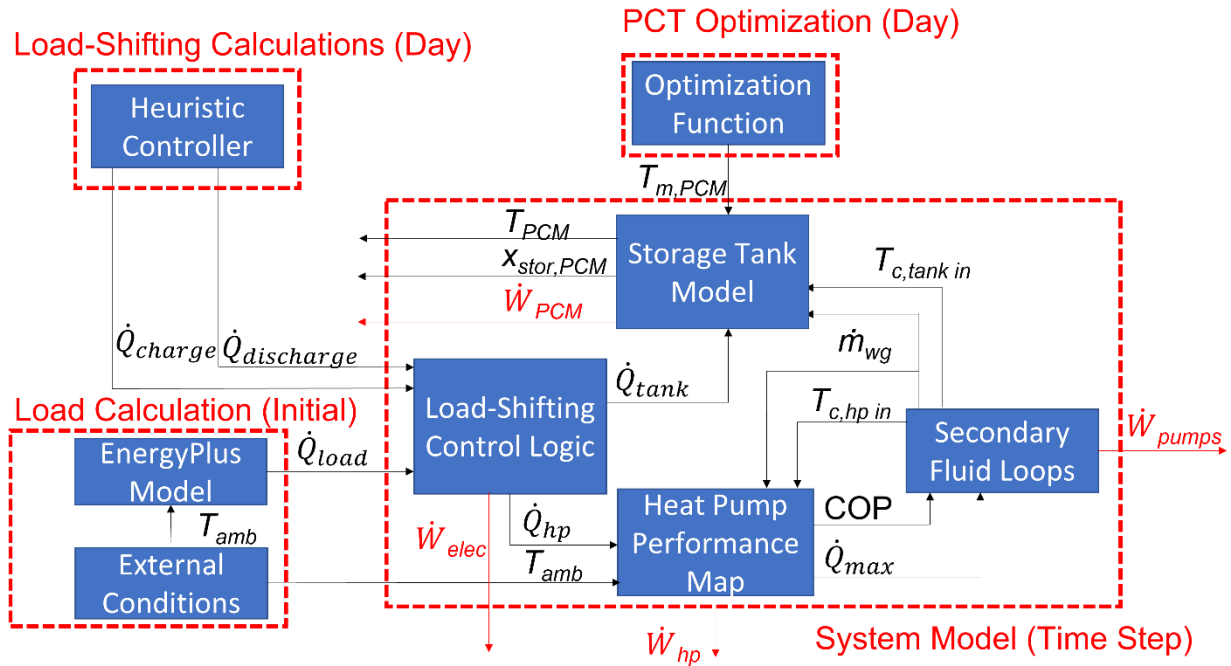 PCT Optimization (Day)
Load-Shifting Calculations (Day)
Heuristic
Controller
Optimization
Function
T_m,PCM
T_PCM
x_stor,PCM
Ẇ_PCM
Storage Tank
Model
T_c,tank in
ṁ_wg
Q̇_charge
Q̇_discharge
Q̇_tank
Load Calculation (Initial)
EnergyPlus
Model
Q̇_load
Load-Shifting
Control Logic
T_c,hp in
Secondary
Fluid Loops
Ẇ_pumps
T_amb
External
Conditions
Ẇ_elec
Q̇_hp
T_amb
Heat Pump
Performance
Map
COP
Q̇_max
Ẇ_hp
System Model (Time Step)